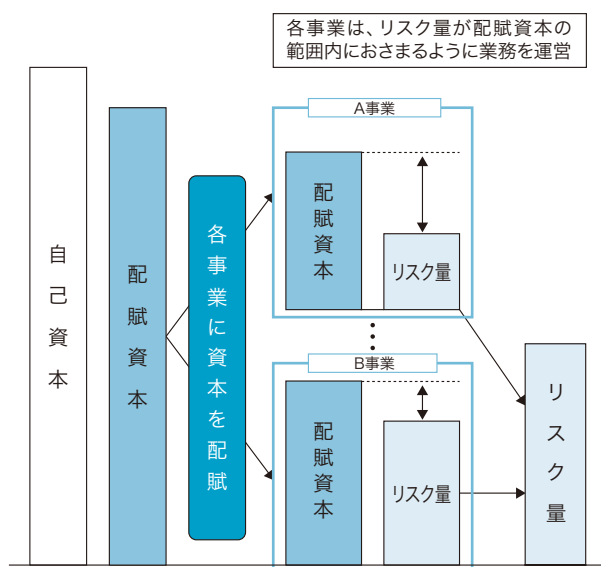 各事業は、リスク量が配賦資本の
範囲内におさまるように業務を運営
自己資本
配賦資本
各事業に資本を配賦
A事業
配賦資本
リスク量
B事業
配賦資本
リスク量
リスク量